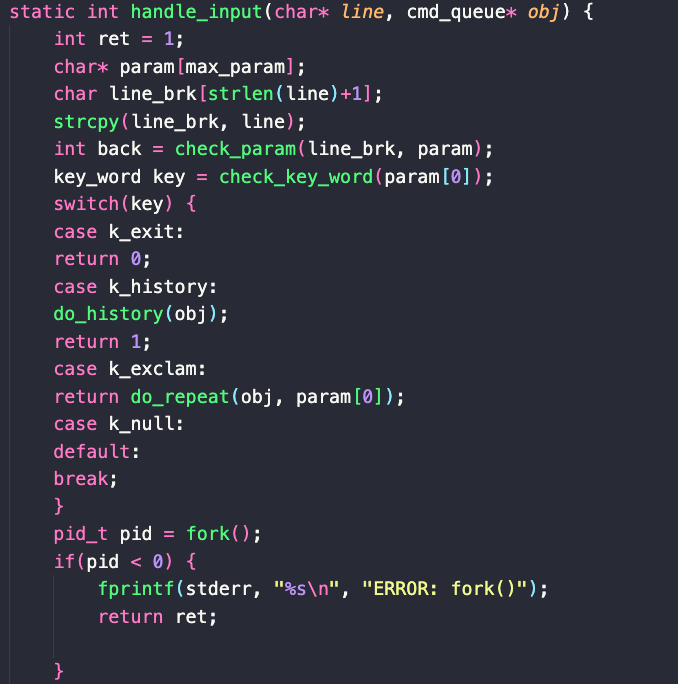 static int handle_input(char* line, cmd_queue* obj) {
    int ret = 1;
    char* param[max_param];
    char line_brk[strlen(line)+1];
    strcpy(line_brk, line);
    int back = check_param(line_brk, param);
    key_word key = check_key_word(param[0]);
    switch(key) {
    case k_exit:
    return 0;
    case k_history:
    do_history(obj);
    return 1;
    case k_exclam:
    return do_repeat(obj, param[0]);
    case k_null:
    default:
    break;
    }
    pid_t pid = fork();
    if(pid < 0) {
        fprintf(stderr, "%s\n", "ERROR: fork()");
        return ret;

    }